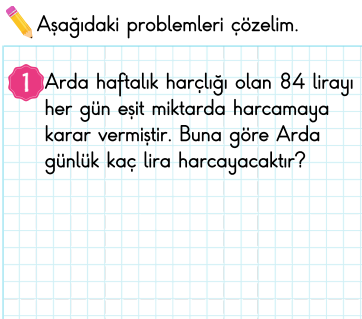 Aşağıdaki problemleri çözelim.
1 Arda haftalık harçlığı olan 84 lirayı
her gün eşit miktarda harcamaya
karar vermiştir. Buna göre Arda
günlük kaç lira harcayacaktır?